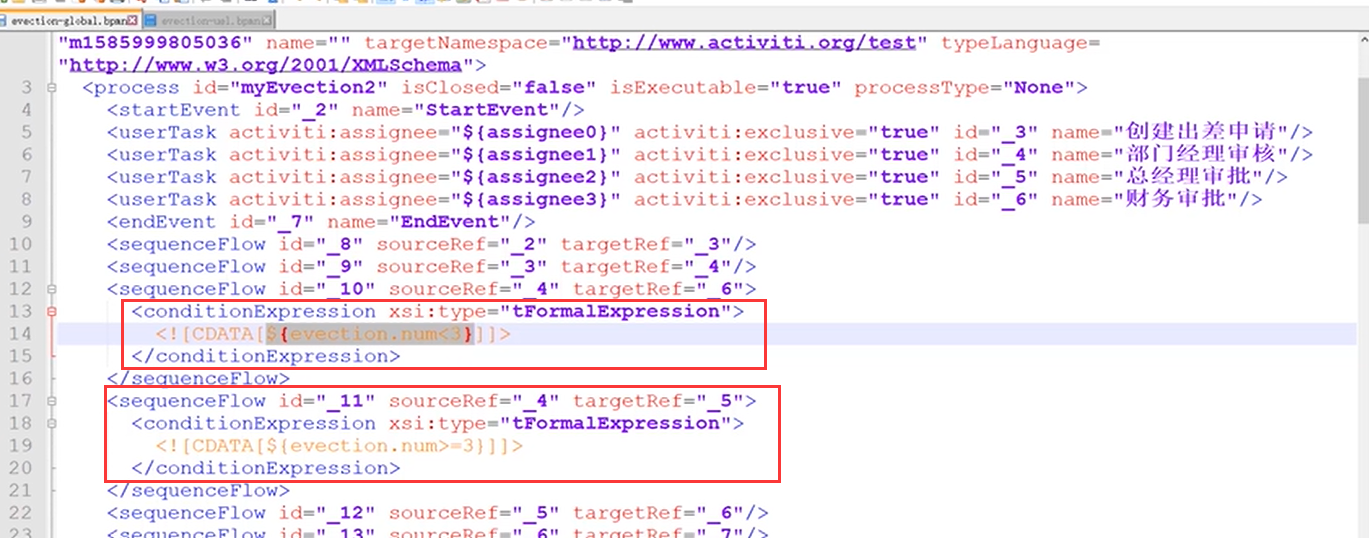 evection-global.bpmn
evection-uel.bpmn
"m1585999805036" name="" targetNamespace="http://www.activiti.org/test" typeLanguage=
"http://www.w3.org/2001/XMLSchema">
3 <process id="myEvection2" isClosed="false" isExecutable="true" processType="None">
4 <startEvent id="_2" name="StartEvent"/>
5 <userTask activiti:assignee="${assignee0}" activiti:exclusive="true" id="_3" name="创建出差申请"/>
6 <userTask activiti:assignee="${assignee1}" activiti:exclusive="true" id="_4" name="部门经理审核"/>
7 <userTask activiti:assignee="${assignee2}" activiti:exclusive="true" id="_5" name="总经理审批"/>
8 <userTask activiti:assignee="${assignee3}" activiti:exclusive="true" id="_6" name="财务审批"/>
9 <endEvent id="_7" name="EndEvent"/>
10 <sequenceFlow id="_8" sourceRef="_2" targetRef="_3"/>
11 <sequenceFlow id="_9" sourceRef="_3" targetRef="_4"/>
12 <sequenceFlow id="_10" sourceRef="_4" targetRef="_6">
13 <conditionExpression xsi:type="tFormalExpression">
14 <![CDATA[${evection.num<3}]]>
15 </conditionExpression>
16 </sequenceFlow>
17 <sequenceFlow id="_11" sourceRef="_4" targetRef="_5">
18 <conditionExpression xsi:type="tFormalExpression">
19 <![CDATA[${evection.num>=3}]]>
20 </conditionExpression>
21 </sequenceFlow>
22 <sequenceFlow id="_12" sourceRef="_5" targetRef="_6"/>
23 <sequenceFlow id="_13" sourceRef="_6" targetRef="_7"/>